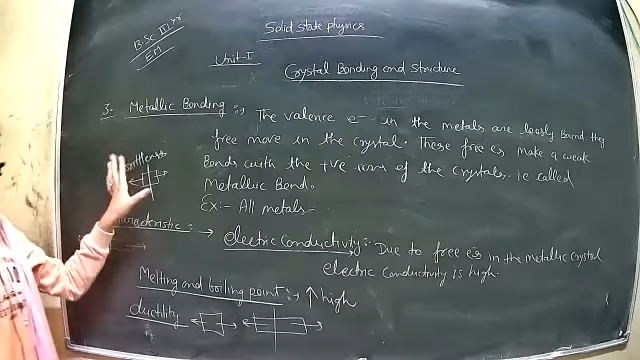 Solid state physics
B.SC III yr
EM
Unit-I
Crystal Bonding and Structure
3:- Metallic Bonding :→ The valence e- in the metals are loosly Bound they
free move in the crystal. These free e's make a weak
Bonds with the +ve ions of the crystals. i.e called
Metallic Bond.
Ex:- All metals-
→ electric Conductivity:- Due to free e's in the metallic crystal
electric conductivity is high.
Melting and boiling point :→ ↑ high
ductility